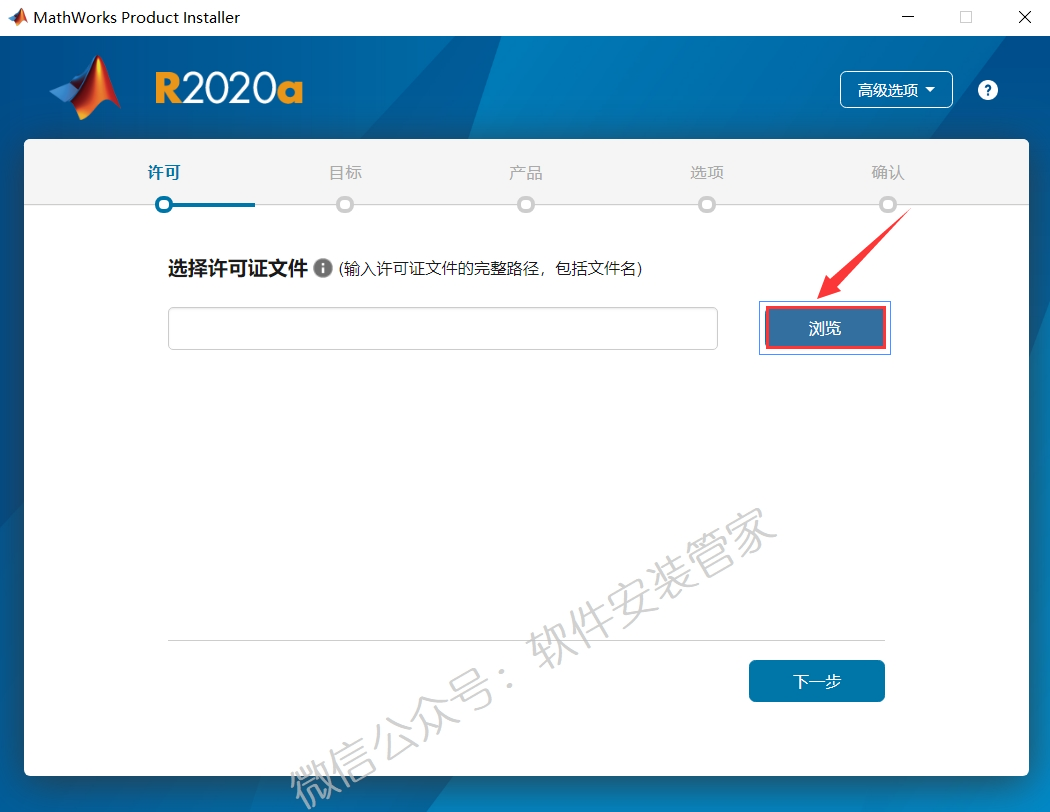 MathWorks Product Installer
R2020a
高级选项
?
许可 目标 产品 选项 确认
选择许可证文件 i (输入许可证文件的完整路径，包括文件名)
浏览
下一步
微信公众号：软件安装管家